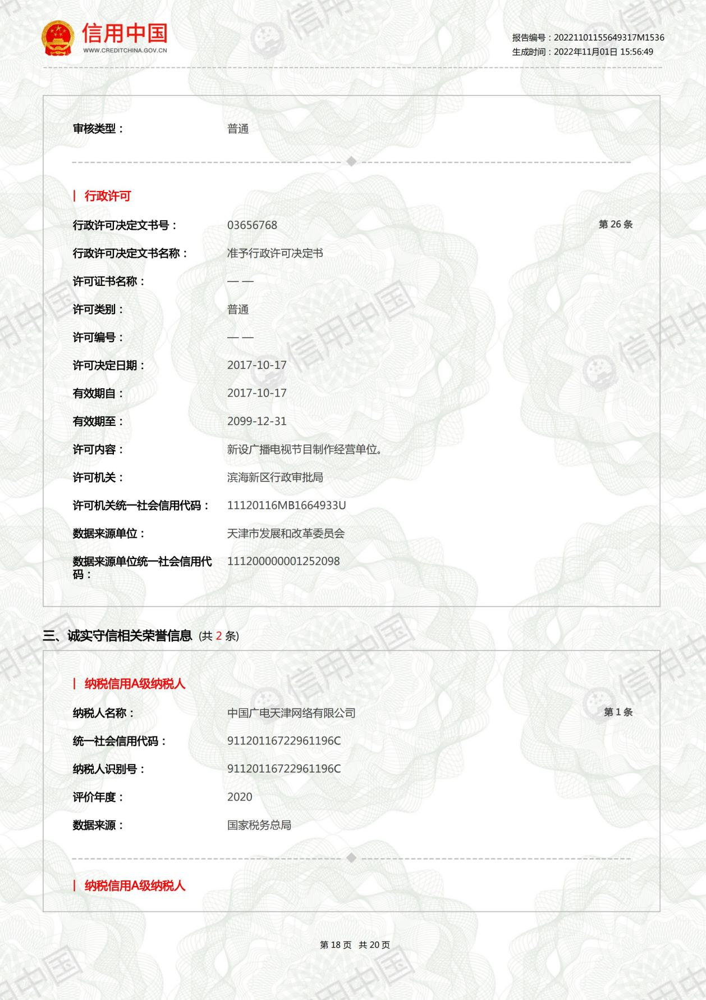 信用中国
WWW.CREDITCHINA.GOV.CN
报告编号：20221101155649317M1536
生成时间：2022年11月01日 15:56:49
审核类型： 普通
行政许可
行政许可决定文书号： 03656768 第 26 条
行政许可决定文书名称： 准予行政许可决定书
许可证书名称： — —
许可类别： 普通
许可编号： — —
许可决定日期： 2017-10-17
有效期自： 2017-10-17
有效期至： 2099-12-31
许可内容： 新设广播电视节目制作经营单位。
许可机关： 滨海新区行政审批局
许可机关统一社会信用代码： 11120116MB1664933U
数据来源单位： 天津市发展和改革委员会
数据来源单位统一社会信用代 111200000001252098
码：
三、诚实守信相关荣誉信息 (共 2 条)
纳税信用A级纳税人
纳税人名称： 中国广电天津网络有限公司 第 1 条
统一社会信用代码： 91120116722961196C
纳税人识别号： 91120116722961196C
评价年度： 2020
数据来源： 国家税务总局
纳税信用A级纳税人
第 18 页 共 20 页